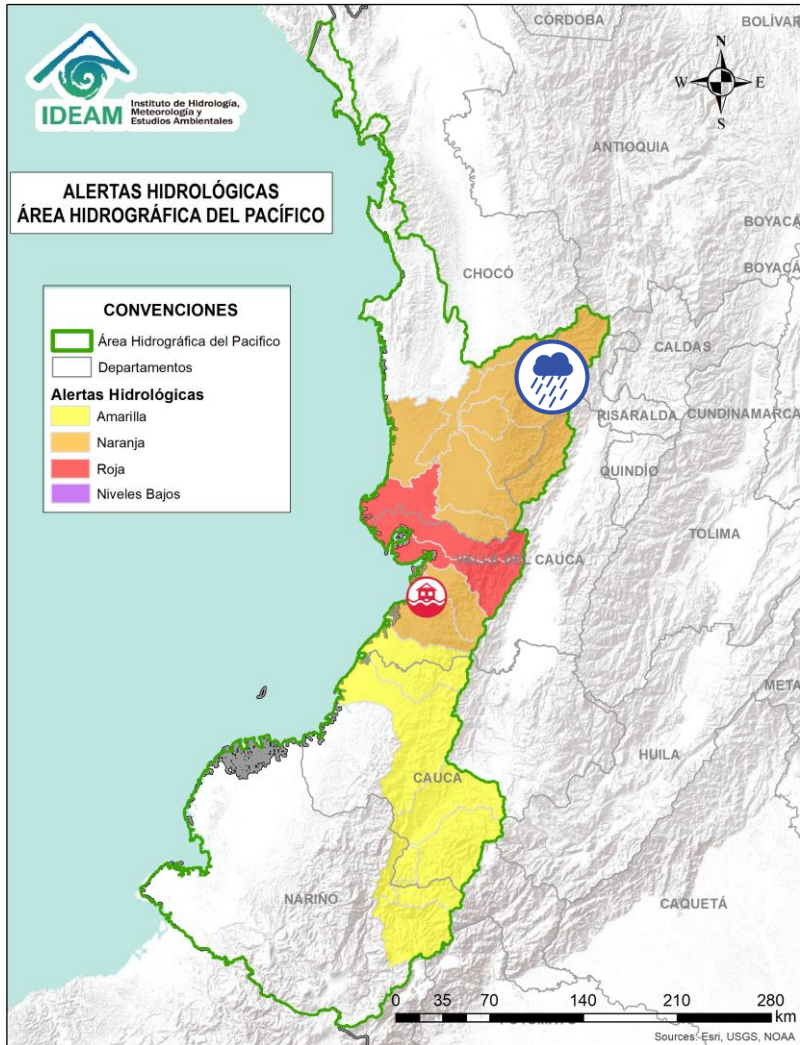 CÓRDOBA
BOLÍVAR
IDEAM
Instituto de Hidrología,
Meteorología y
Estudios Ambientales
N
W
E
S
ANTIOQUIA
ALERTAS HIDROLÓGICAS
ÁREA HIDROGRÁFICA DEL PACÍFICO
BOYACÁ
BOYACÁ
CHOCÓ
CONVENCIONES
Área Hidrográfica del Pacifico
Departamentos
Alertas Hidrológicas
Amarilla
Naranja
Roja
Niveles Bajos
CALDAS
RISARALDA
CUNDINAMARCA
QUINDÍO
TOLIMA
VALLE DEL CAUCA
META
HUILA
CAUCA
NARIÑO
CAQUETÁ
0 35 70 140 210 280
km
Sources: Esri, USGS, NOAA